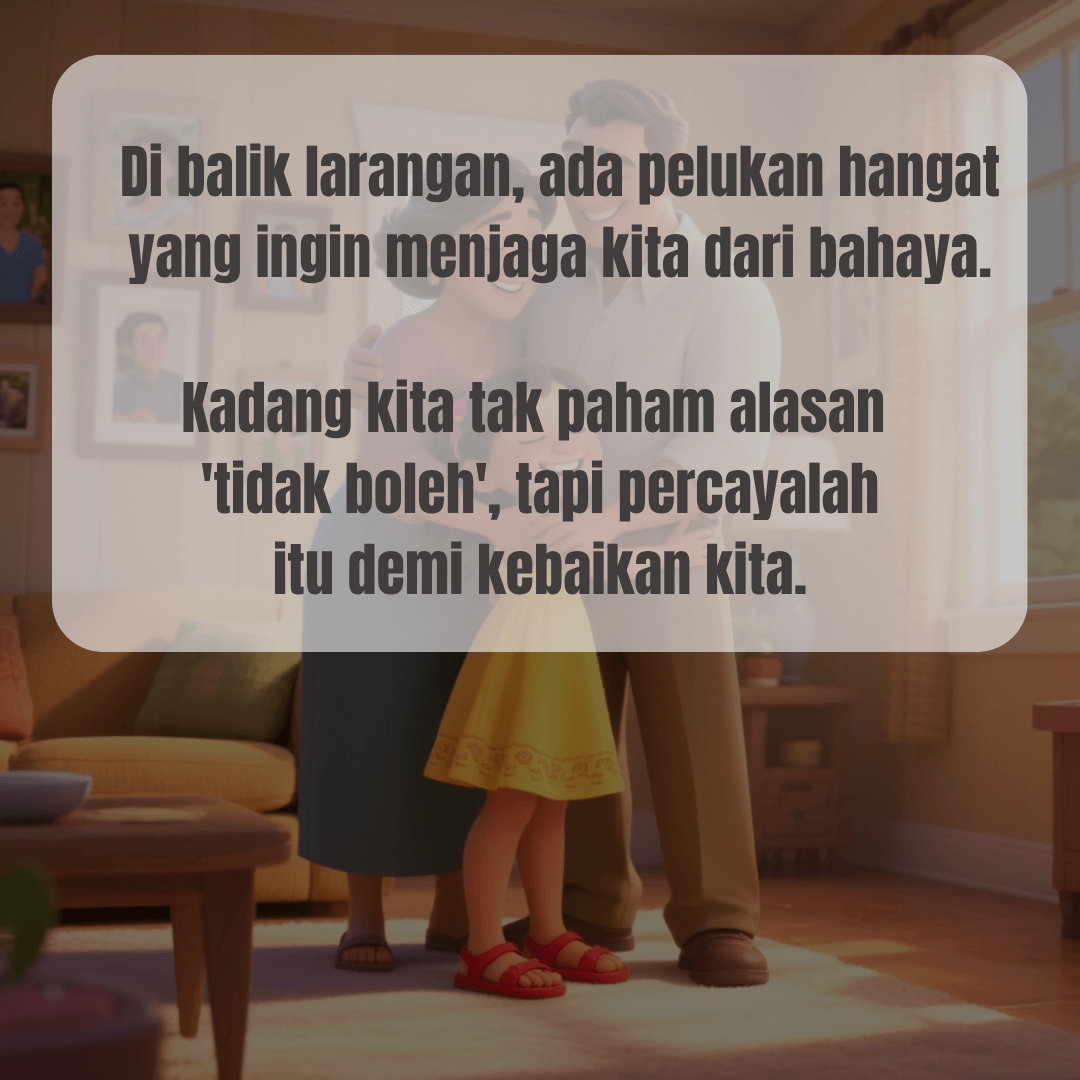 Di balik larangan, ada pelukan hangat
yang ingin menjaga kita dari bahaya.
Kadang kita tak paham alasan
'tidak boleh', tapi percayalah
itu demi kebaikan kita.